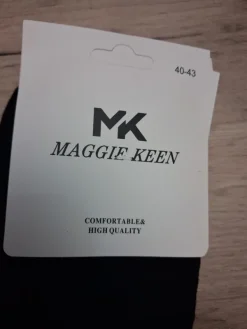 40-43
MK
MAGGIE KEEN
COMFORTABLE&
HIGH QUALITY